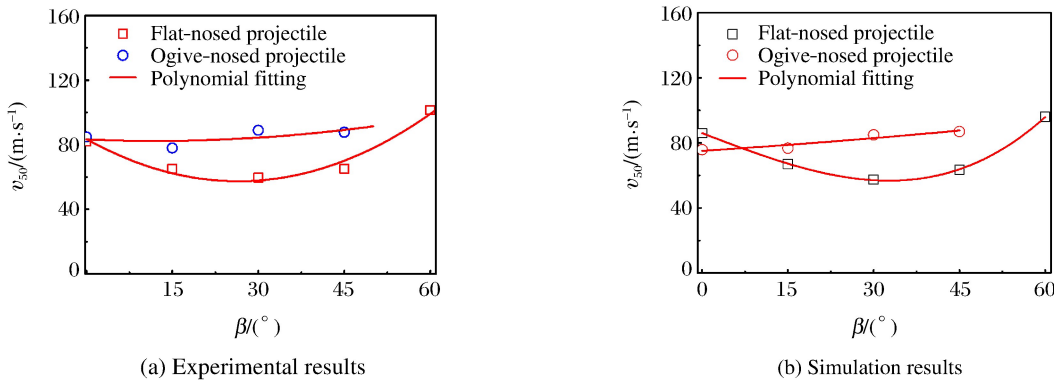 160
Flat-nosed projectile
Ogive-nosed projectile
Polynomial fitting
120
80
40
0
v50/(m·s−1)
15
30
45
60
β/(°)
(a) Experimental results
160
Flat-nosed projectile
Ogive-nosed projectile
Polynomial fitting
120
80
40
0
v50/(m·s−1)
0
15
30
45
60
β/(°)
(b) Simulation results